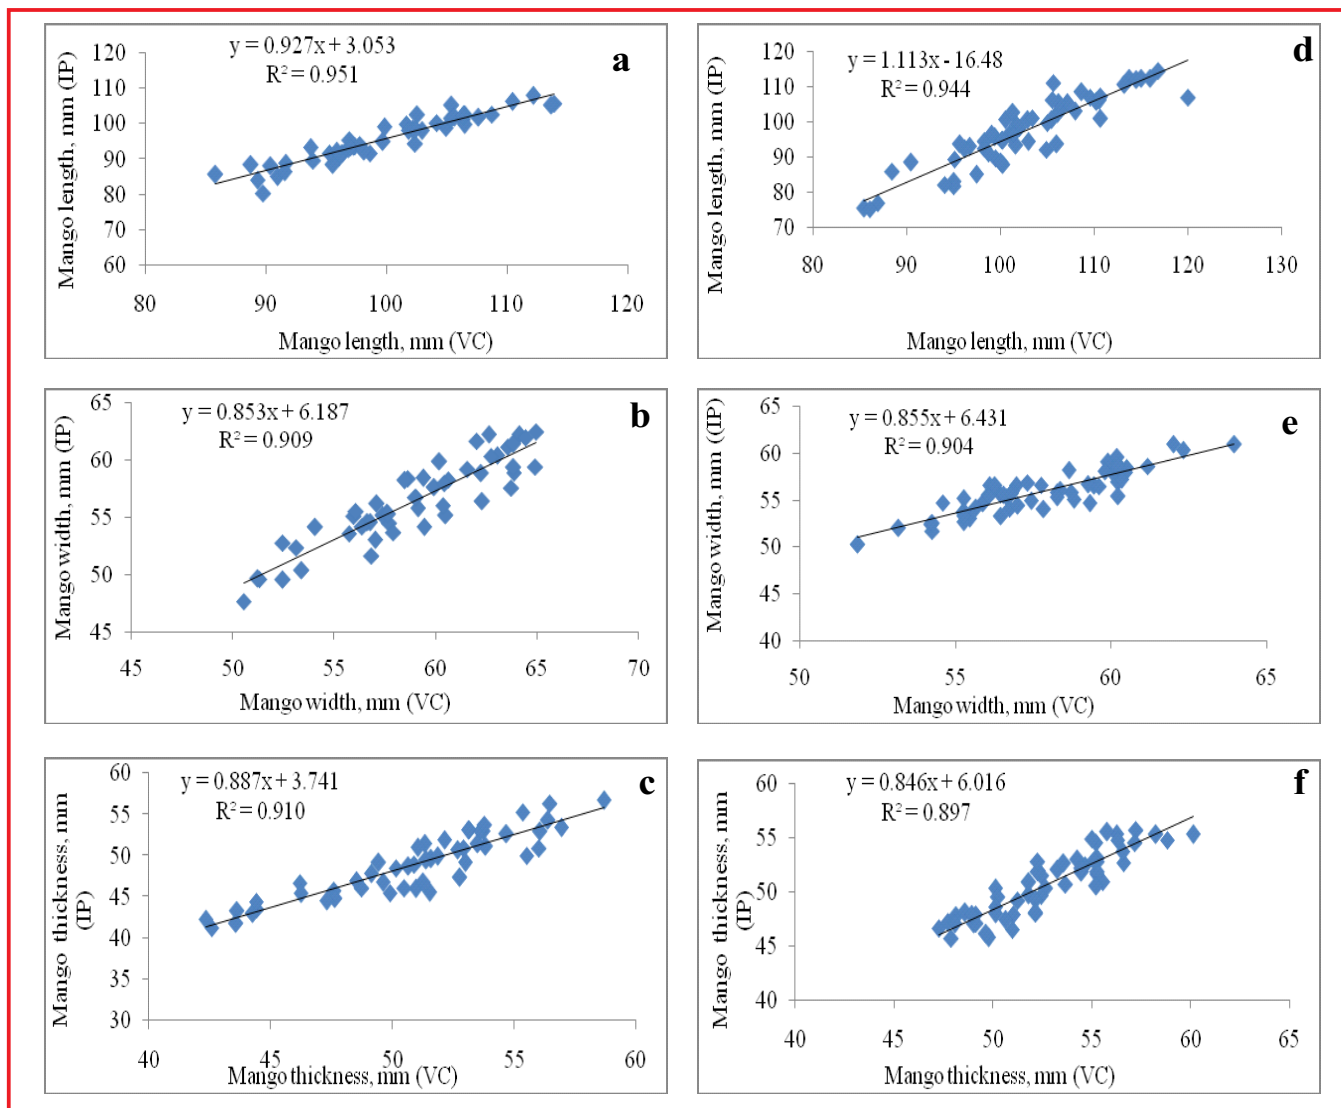 a
y = 0.927x + 3.053
R² = 0.951
Mango length, mm (IP)
120
110
100
90
80
70
60
80 90 100 110 120
Mango length, mm (VC)
d
y = 1.113x - 16.48
R² = 0.944
Mango length, mm (IP)
120
110
100
90
80
70
80 90 100 110 120 130
Mango length, mm (VC)
b
y = 0.853x + 6.187
R² = 0.909
Mango width, mm (IP)
65
60
55
50
45
45 50 55 60 65 70
Mango width, mm (VC)
e
y = 0.855x + 6.431
R² = 0.904
Mango width, mm ((IP)
65
60
55
50
45
40
50 55 60 65
Mango width, mm (VC)
c
y = 0.887x + 3.741
R² = 0.910
Mango thickness, mm
(IP)
60
55
50
45
40
35
30
40 45 50 55 60
Mango thickness, mm (VC)
f
y = 0.846x + 6.016
R² = 0.897
Mango thickness, mm
(IP)
60
55
50
45
40
40 45 50 55 60 65
Mango thickness, mm (VC)